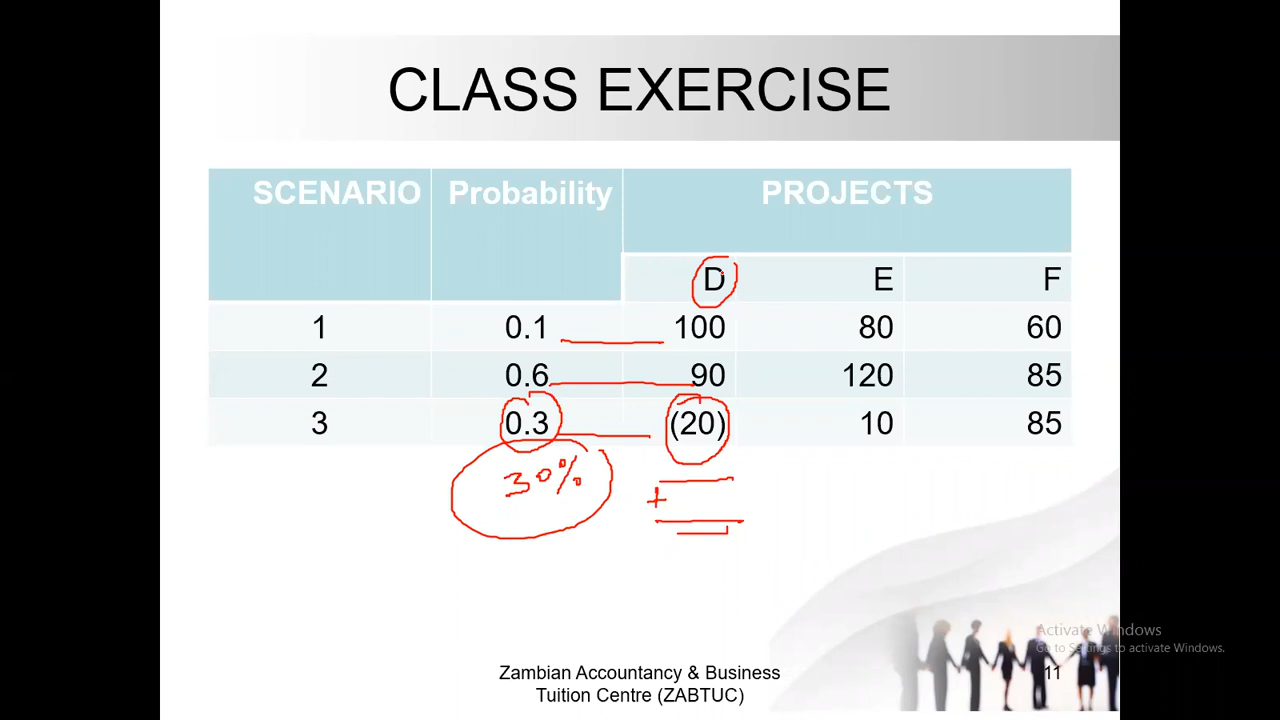 CLASS EXERCISE
SCENARIO Probability PROJECTS
D E F
1 0.1 100 80 60
2 0.6 90 120 85
3 0.3 (20) 10 85
30%
+
Activate Windows
Go to Settings to activate Windows.
Zambian Accountancy & Business
Tuition Centre (ZABTUC)
11